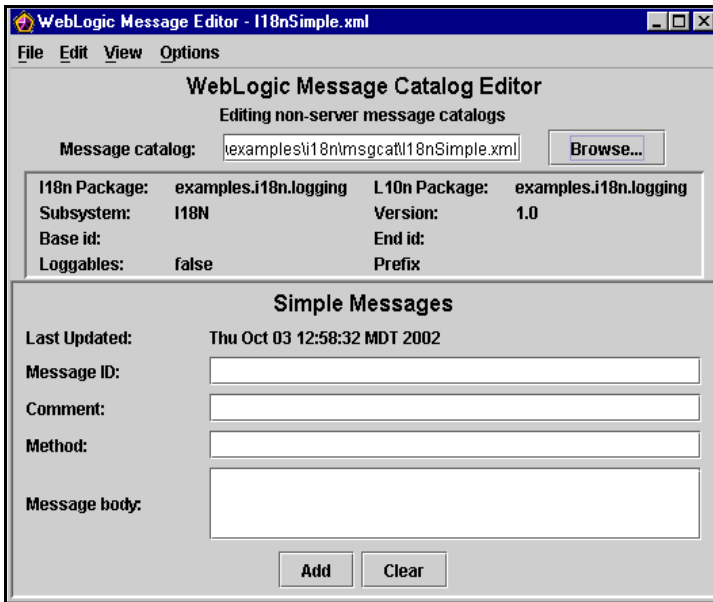 WebLogic Message Editor - I18nSimple.xml
File Edit View Options
WebLogic Message Catalog Editor
Editing non-server message catalogs
Message catalog: \examples\i18n\msgcat\I18nSimple.xml Browse...
I18n Package: examples.i18n.logging L10n Package: examples.i18n.logging
Subsystem: I18N Version: 1.0
Base id: End id:
Loggables: false Prefix
Simple Messages
Last Updated: Thu Oct 03 12:58:32 MDT 2002
Message ID:
Comment:
Method:
Message body:
Add Clear